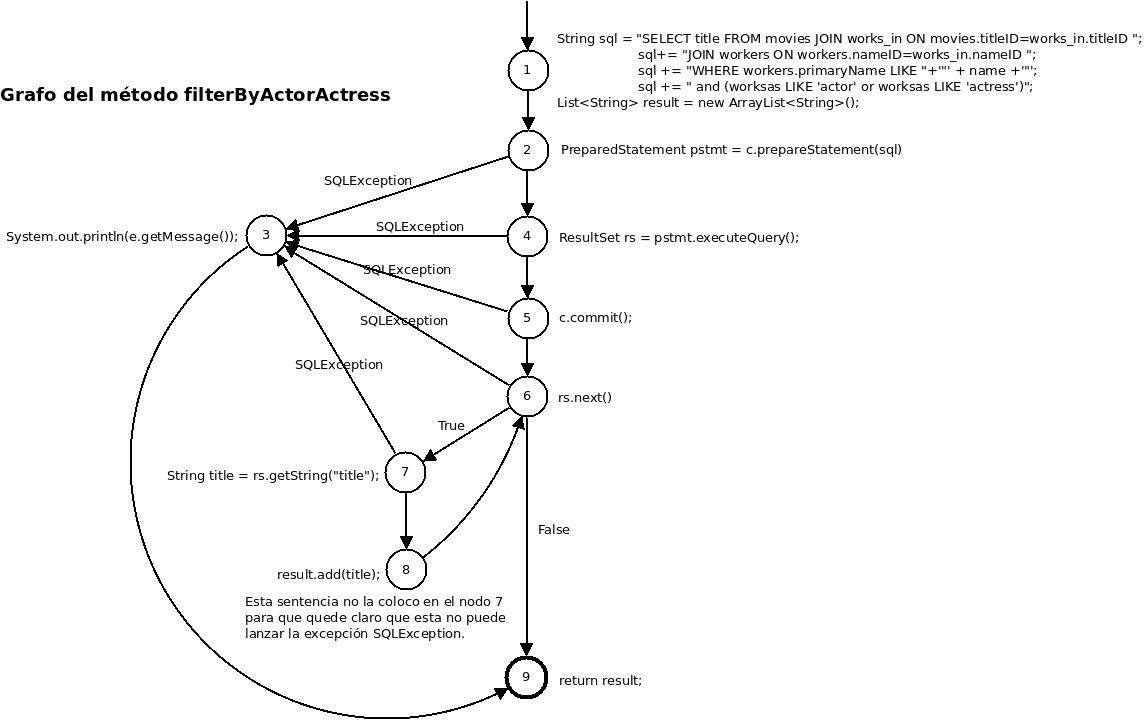 String sql = "SELECT title FROM movies JOIN works_in ON movies.titleID=works_in.titleID ";
sql+= "JOIN workers ON workers.nameID=works_in.nameID ";
1
sql += "WHERE workers.primaryName LIKE "+'"' + name +'"';
sql += " and (worksas LIKE 'actor' or worksas LIKE 'actress')";
Grafo del método filterByActorActress
List<String> result = new ArrayList<String>();
2
PreparedStatement pstmt = c.prepareStatement(sql)
SQLException
SQLException
System.out.println(e.getMessage());
3
4
ResultSet rs = pstmt.executeQuery();
SQLException
SQLException
5
c.commit();
SQLException
6
rs.next()
True
String title = rs.getString("title");
7
False
result.add(title);
8
Esta sentencia no la coloco en el nodo 7
para que quede claro que esta no puede
lanzar la excepción SQLException.
9
return result;